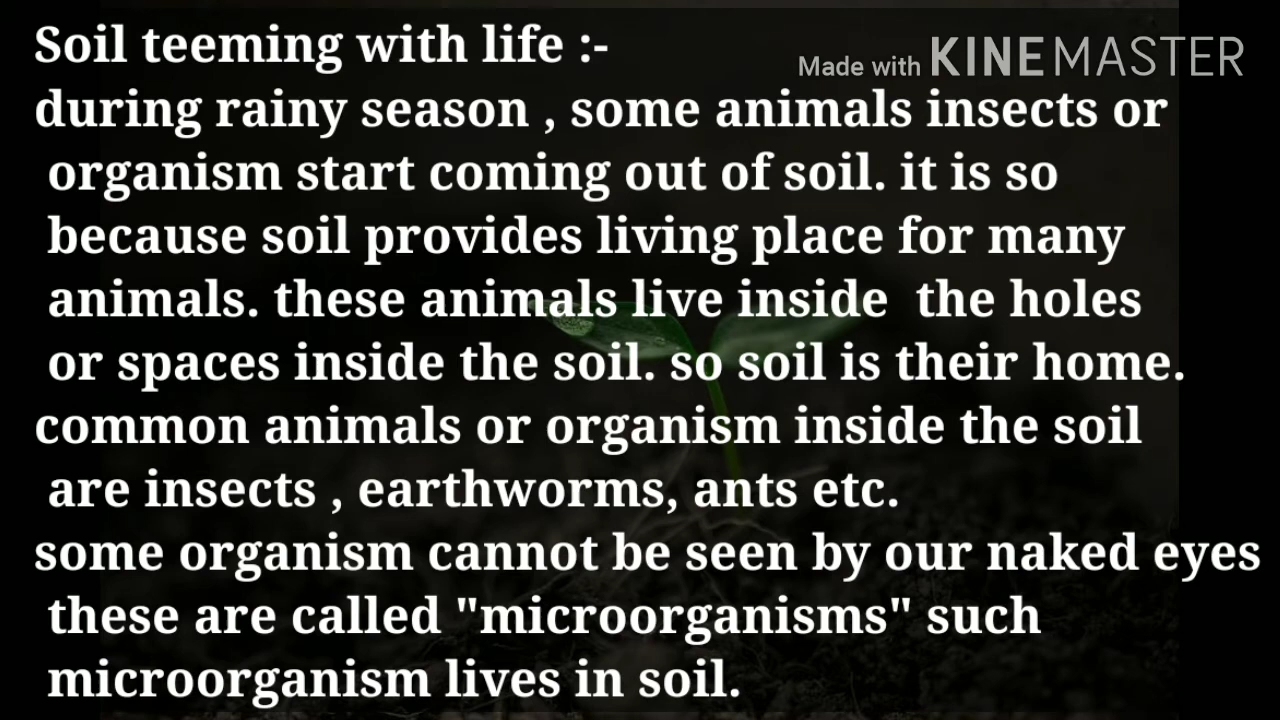 Soil teeming with life :-
Made with KINEMASTER
during rainy season , some animals insects or
organism start coming out of soil. it is so
because soil provides living place for many
animals. these animals live inside the holes
or spaces inside the soil. so soil is their home.
common animals or organism inside the soil
are insects , earthworms, ants etc.
some organism cannot be seen by our naked eyes
these are called "microorganisms" such
microorganism lives in soil.